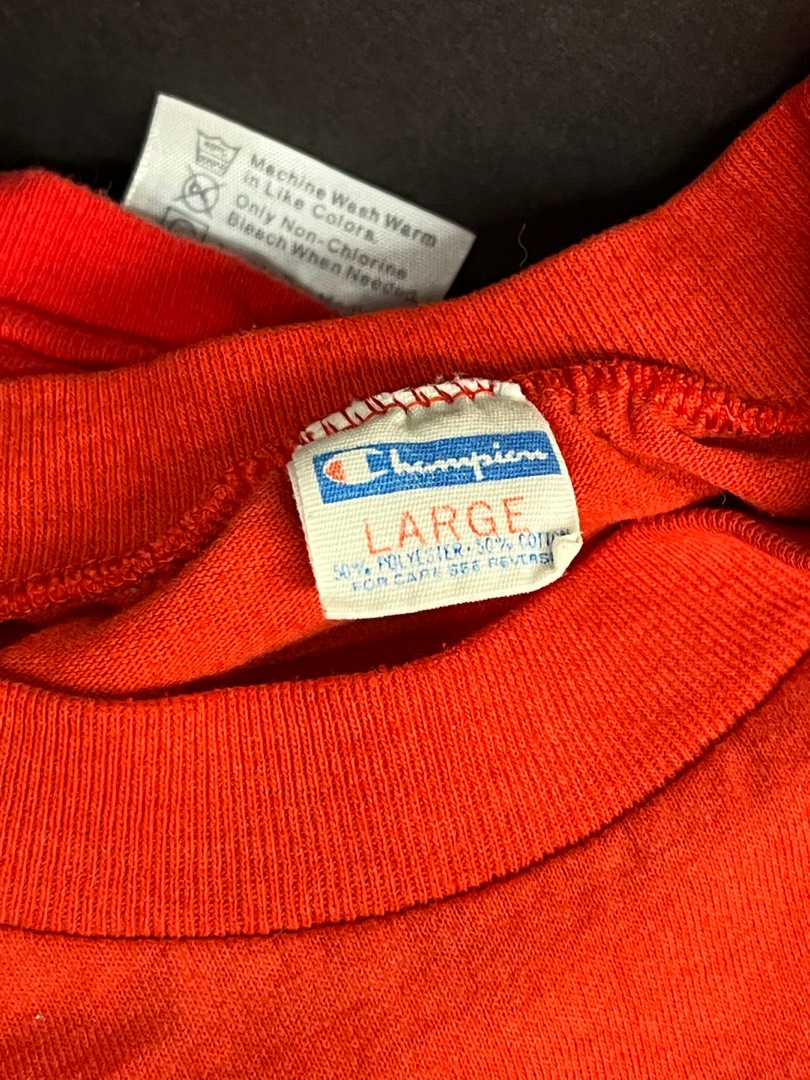 Machine Wash Warm
in Like Colors
Only Non-Chlorine
Bleach When Needed
Champion
LARGE
50% POLYESTER · 50% COTTON
FOR CARE SEE REVERSE